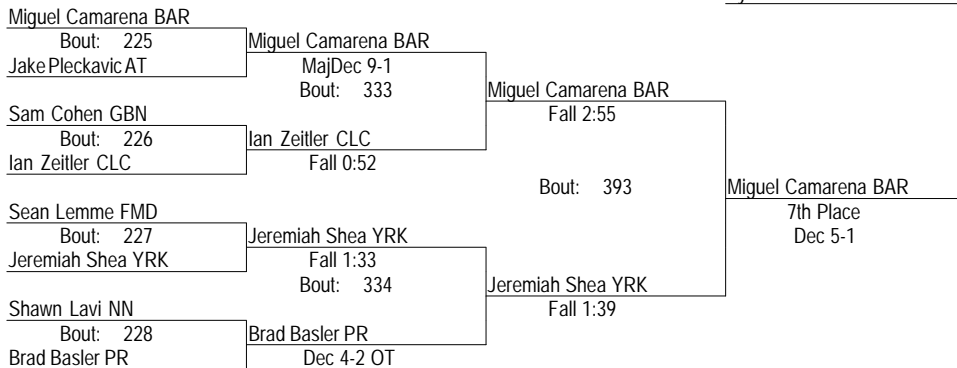 Miguel Camarena BAR
Bout: 225
Jake Pleckavic AT
Miguel Camarena BAR
MajDec 9-1
Bout: 333
Sam Cohen GBN
Bout: 226
Ian Zeitler CLC
Ian Zeitler CLC
Fall 0:52
Miguel Camarena BAR
Fall 2:55
Bout: 393
Sean Lemme FMD
Bout: 227
Jeremiah Shea YRK
Jeremiah Shea YRK
Fall 1:33
Bout: 334
Shawn Lavi NN
Bout: 228
Brad Basler PR
Brad Basler PR
Dec 4-2 OT
Jeremiah Shea YRK
Fall 1:39
Miguel Camarena BAR
7th Place
Dec 5-1